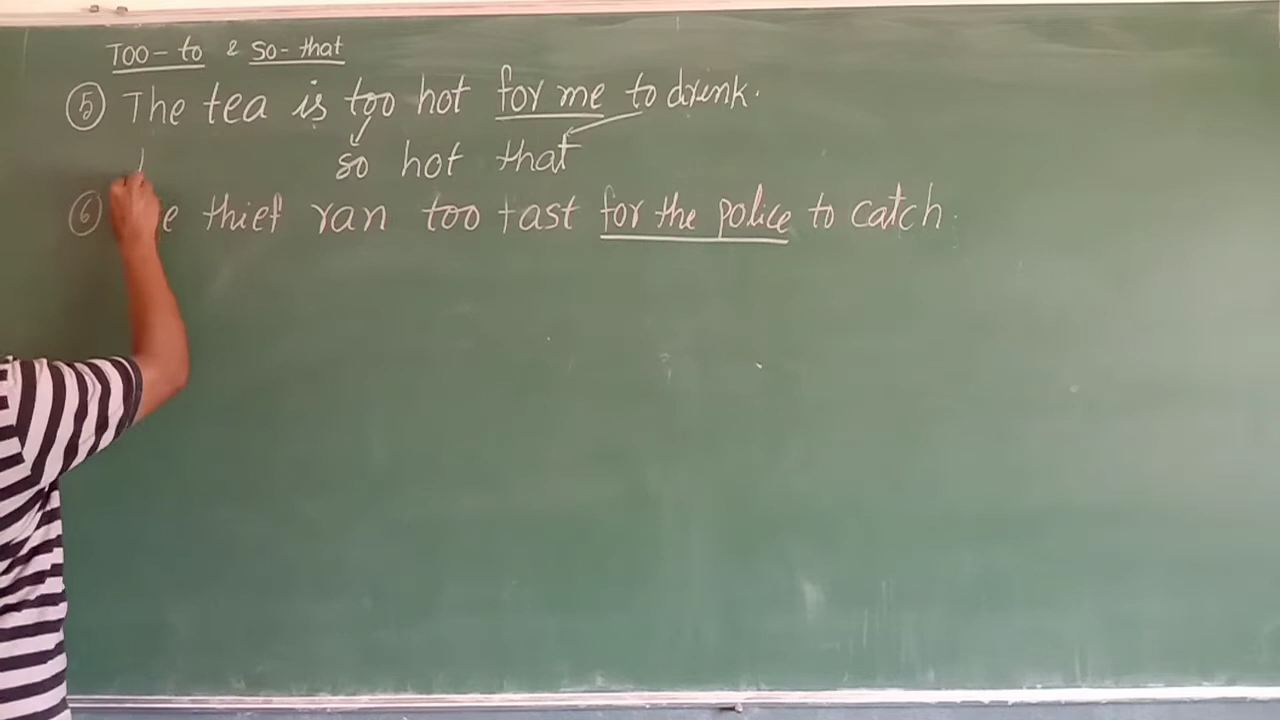 Too-to & So-that
⑤ The tea is too hot for me to drink.
so hot that
⑥ thief ran too fast for the police to catch.